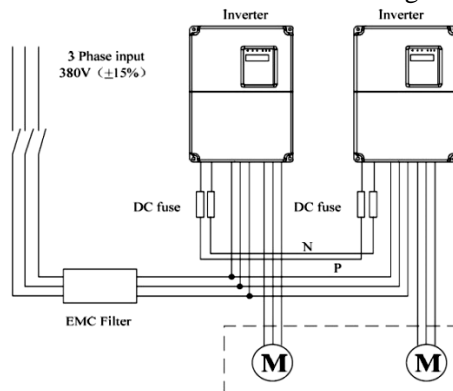 Inverter
Inverter
3 Phase input
380V（±15%）
DC fuse
DC fuse
N
P
EMC Filter
M
M